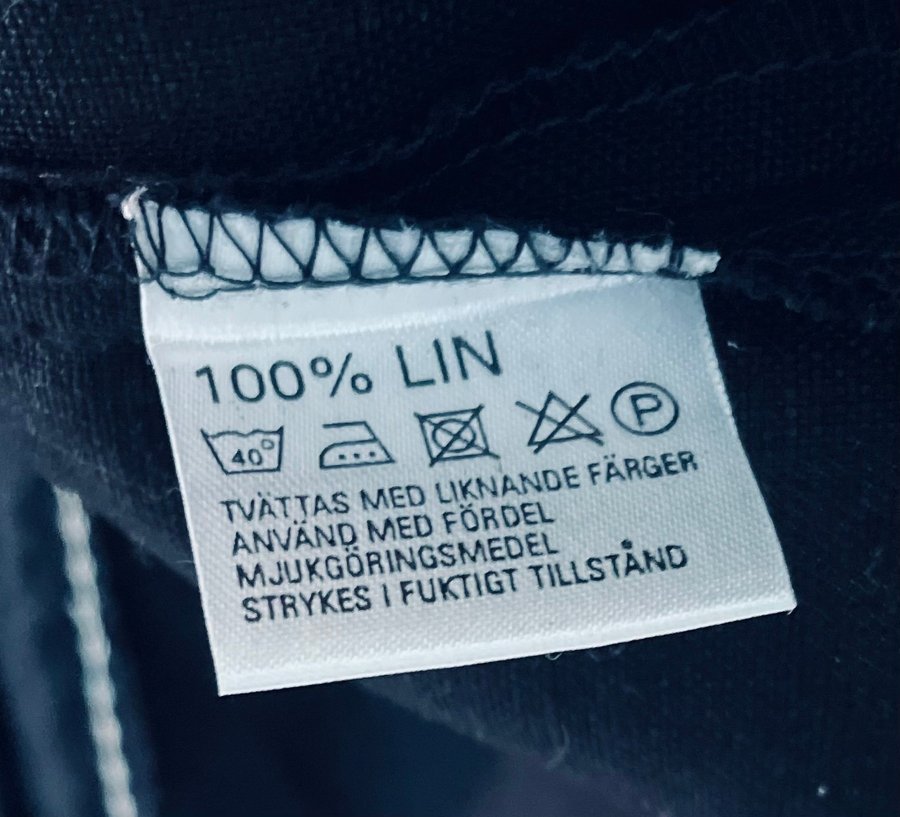 100% LIN
40° P
TVÄTTAS MED LIKNANDE FÄRGER
ANVÄND MED FÖRDEL
MJUKGÖRINGSMEDEL
STRYKES I FUKTIGT TILLSTÅND